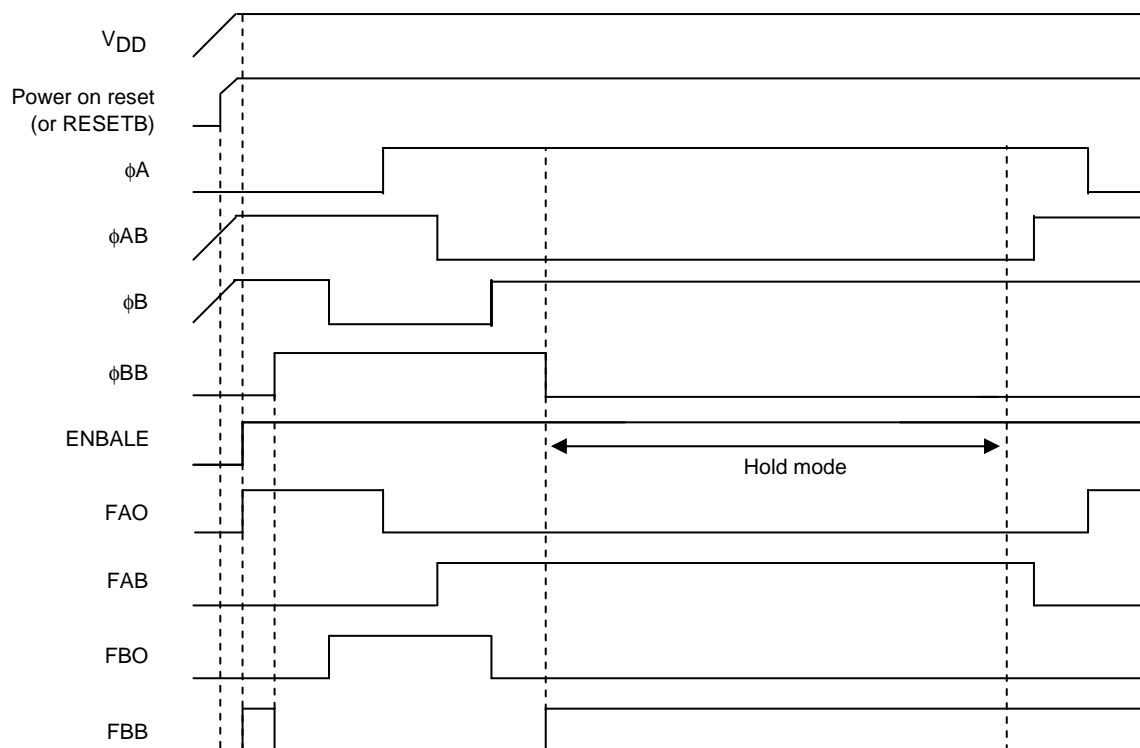 VDD
Power on reset
(or RESETB)
ϕA
ϕAB
ϕB
ϕBB
ENBALE
Hold mode
FAO
FAB
FBO
FBB